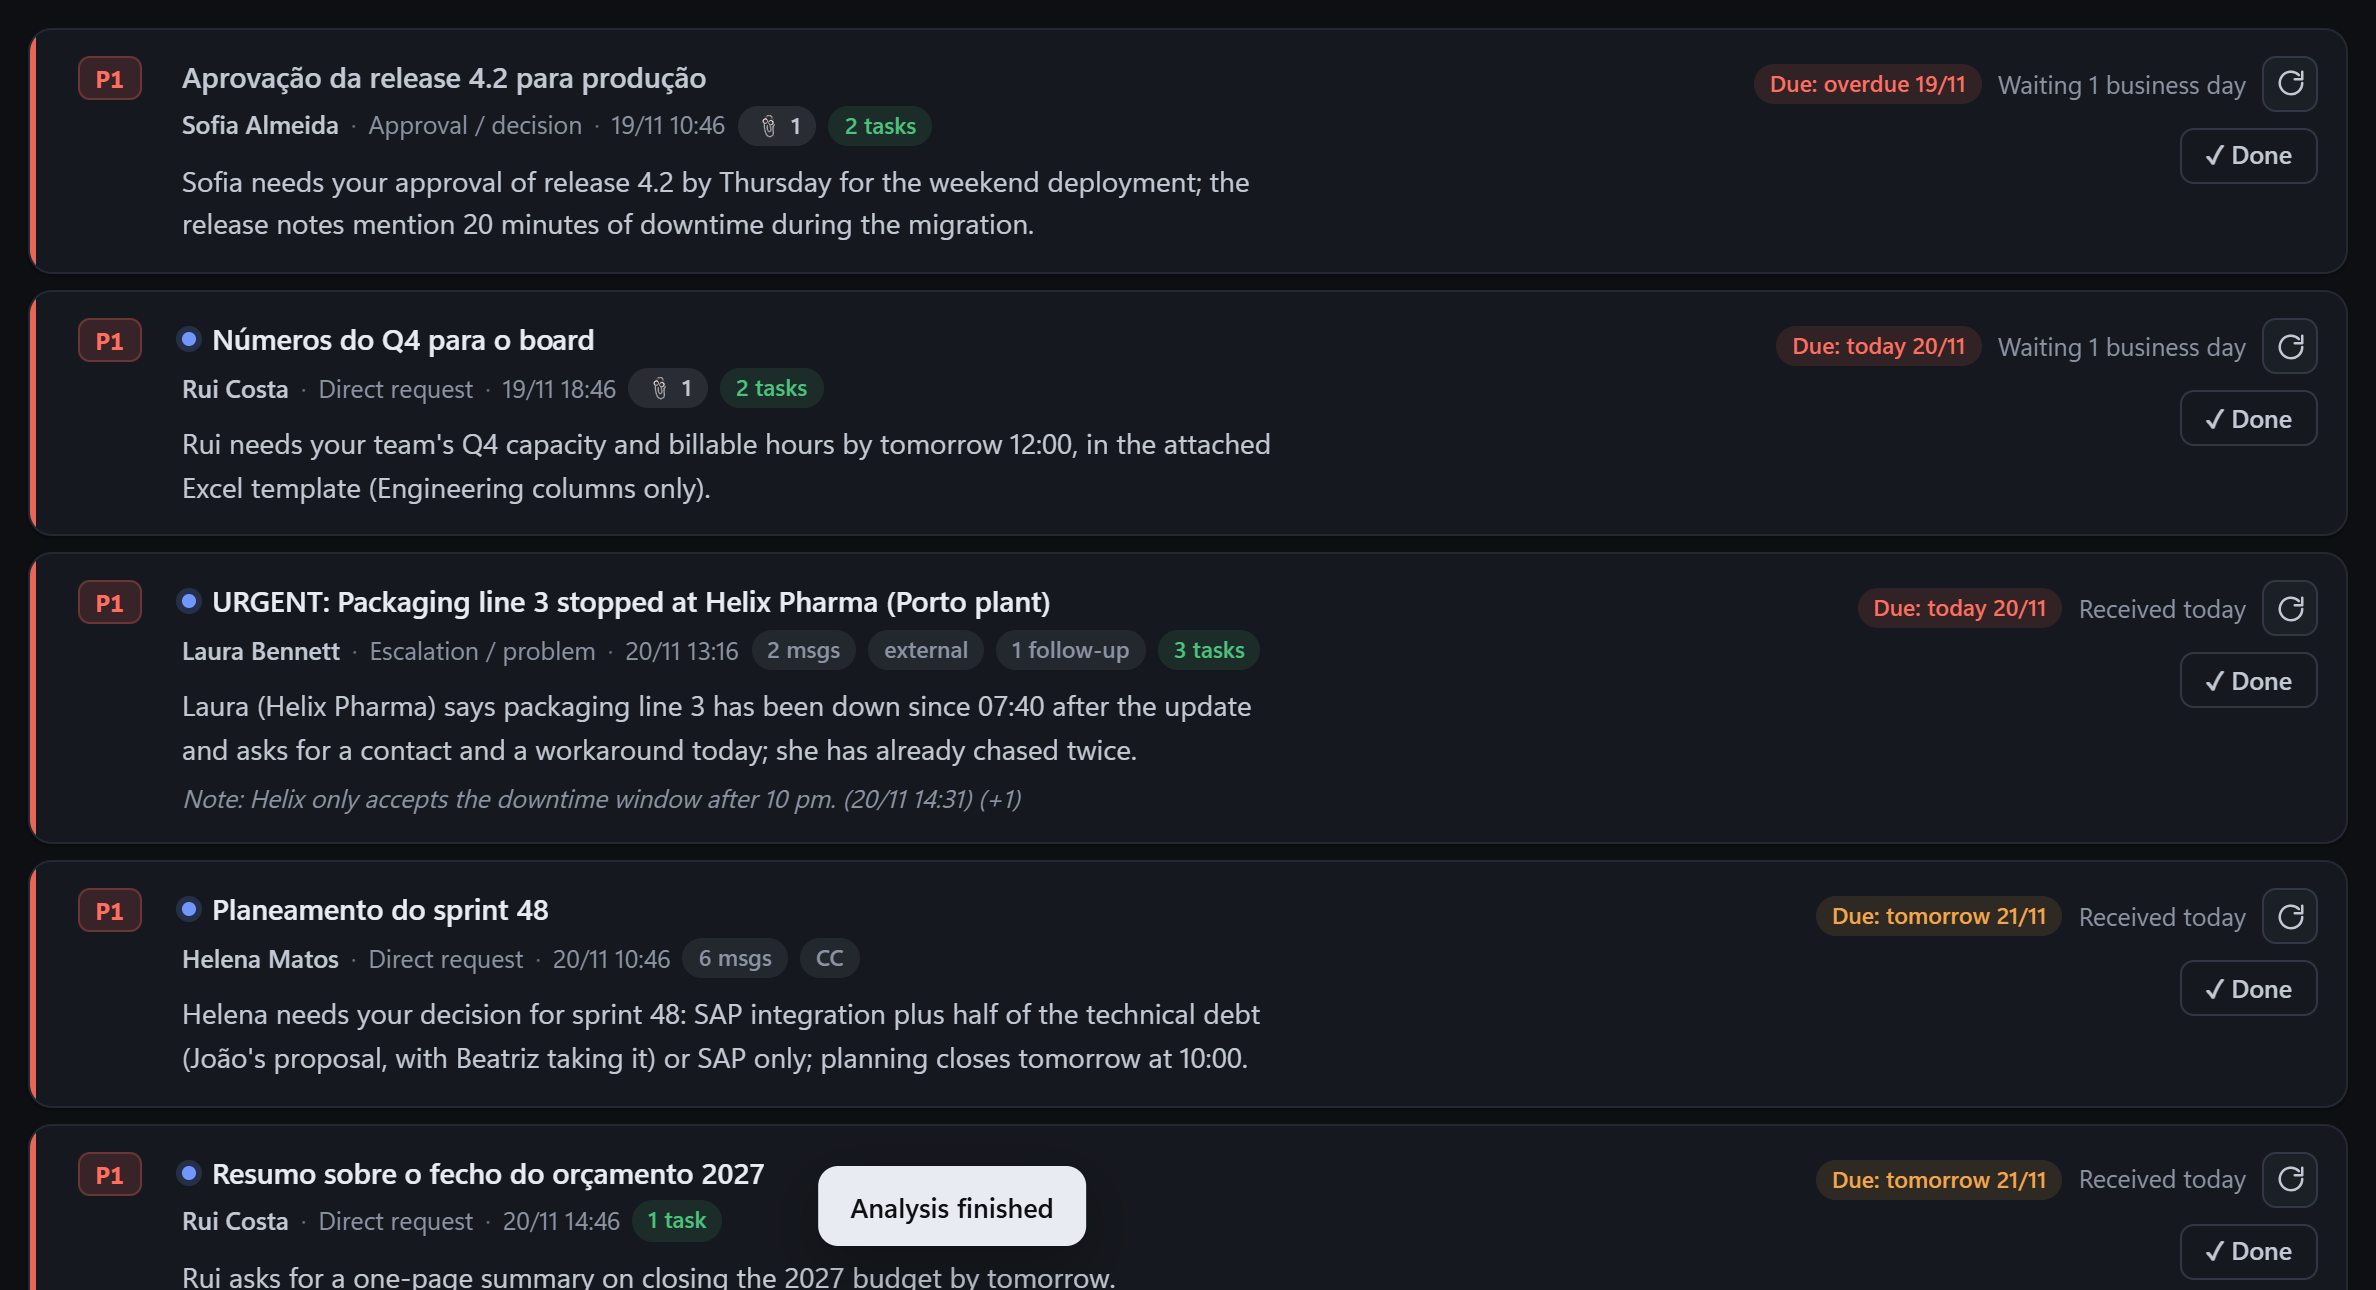 P1 Aprovação da release 4.2 para produção Due: overdue 19/11 Waiting 1 business day
Sofia Almeida · Approval / decision · 19/11 10:46 1 2 tasks
✓ Done
Sofia needs your approval of release 4.2 by Thursday for the weekend deployment; the
release notes mention 20 minutes of downtime during the migration.
P1 Números do Q4 para o board Due: today 20/11 Waiting 1 business day
Rui Costa · Direct request · 19/11 18:46 1 2 tasks
✓ Done
Rui needs your team's Q4 capacity and billable hours by tomorrow 12:00, in the attached
Excel template (Engineering columns only).
P1 URGENT: Packaging line 3 stopped at Helix Pharma (Porto plant) Due: today 20/11 Received today
Laura Bennett · Escalation / problem · 20/11 13:16 2 msgs external 1 follow-up 3 tasks
✓ Done
Laura (Helix Pharma) says packaging line 3 has been down since 07:40 after the update
and asks for a contact and a workaround today; she has already chased twice.
Note: Helix only accepts the downtime window after 10 pm. (20/11 14:31) (+1)
P1 Planeamento do sprint 48 Due: tomorrow 21/11 Received today
Helena Matos · Direct request · 20/11 10:46 6 msgs CC
✓ Done
Helena needs your decision for sprint 48: SAP integration plus half of the technical debt
(João's proposal, with Beatriz taking it) or SAP only; planning closes tomorrow at 10:00.
P1 Resumo sobre o fecho do orçamento 2027 Due: tomorrow 21/11 Received today
Analysis finished
Rui Costa · Direct request · 20/11 14:46 1 task
✓ Done
Rui asks for a one-page summary on closing the 2027 budget by tomorrow.